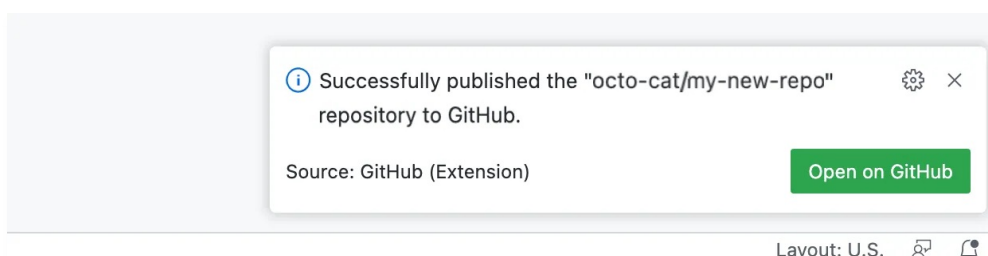 Successfully published the "octo-cat/my-new-repo"
repository to GitHub.
Source: GitHub (Extension)
Open on GitHub
Layout: U.S.